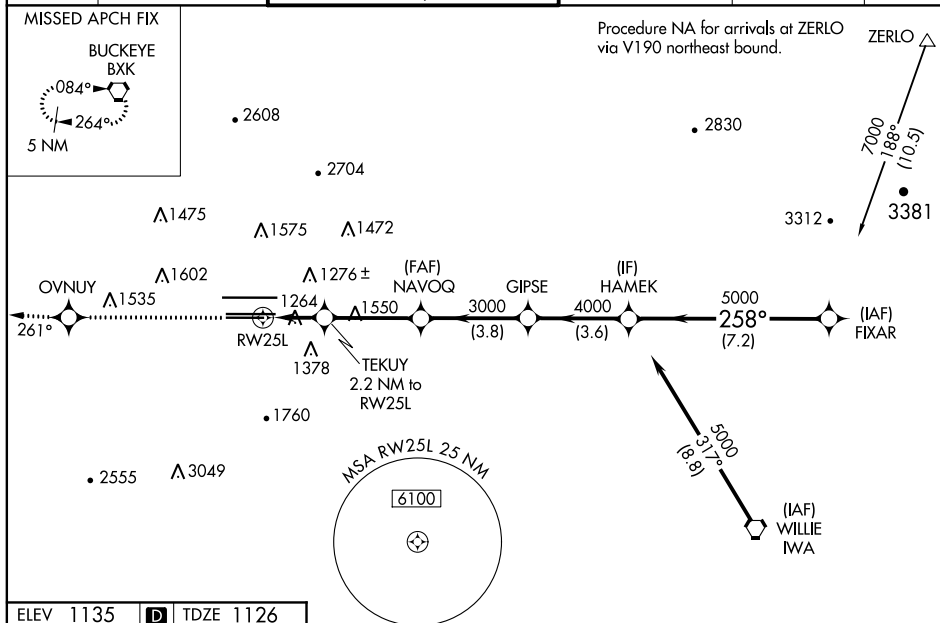 MISSED APCH FIX
BUCKEYE
BXK
084°
264°
5 NM
Procedure NA for arrivals at ZERLO
via V190 northeast bound.
ZERLO
7000
188°
(10.5)
2608
2830
2704
3381
3312
1475
1575
1472
1602
1276 ±
(FAF)
NAVOQ
GIPSE
(IF)
HAMEK
OVNUY
1535
1264
1550
3000
4000
5000
261°
RW25L
(3.8)
(3.6)
258°
(7.2)
(IAF)
FIXAR
1378
TEKUY
2.2 NM to
RW25L
1760
5000
317°
(8.8)
2555
3049
MSA RW25L 25 NM
6100
(IAF)
WILLIE
IWA
ELEV 1135 D TDZE 1126